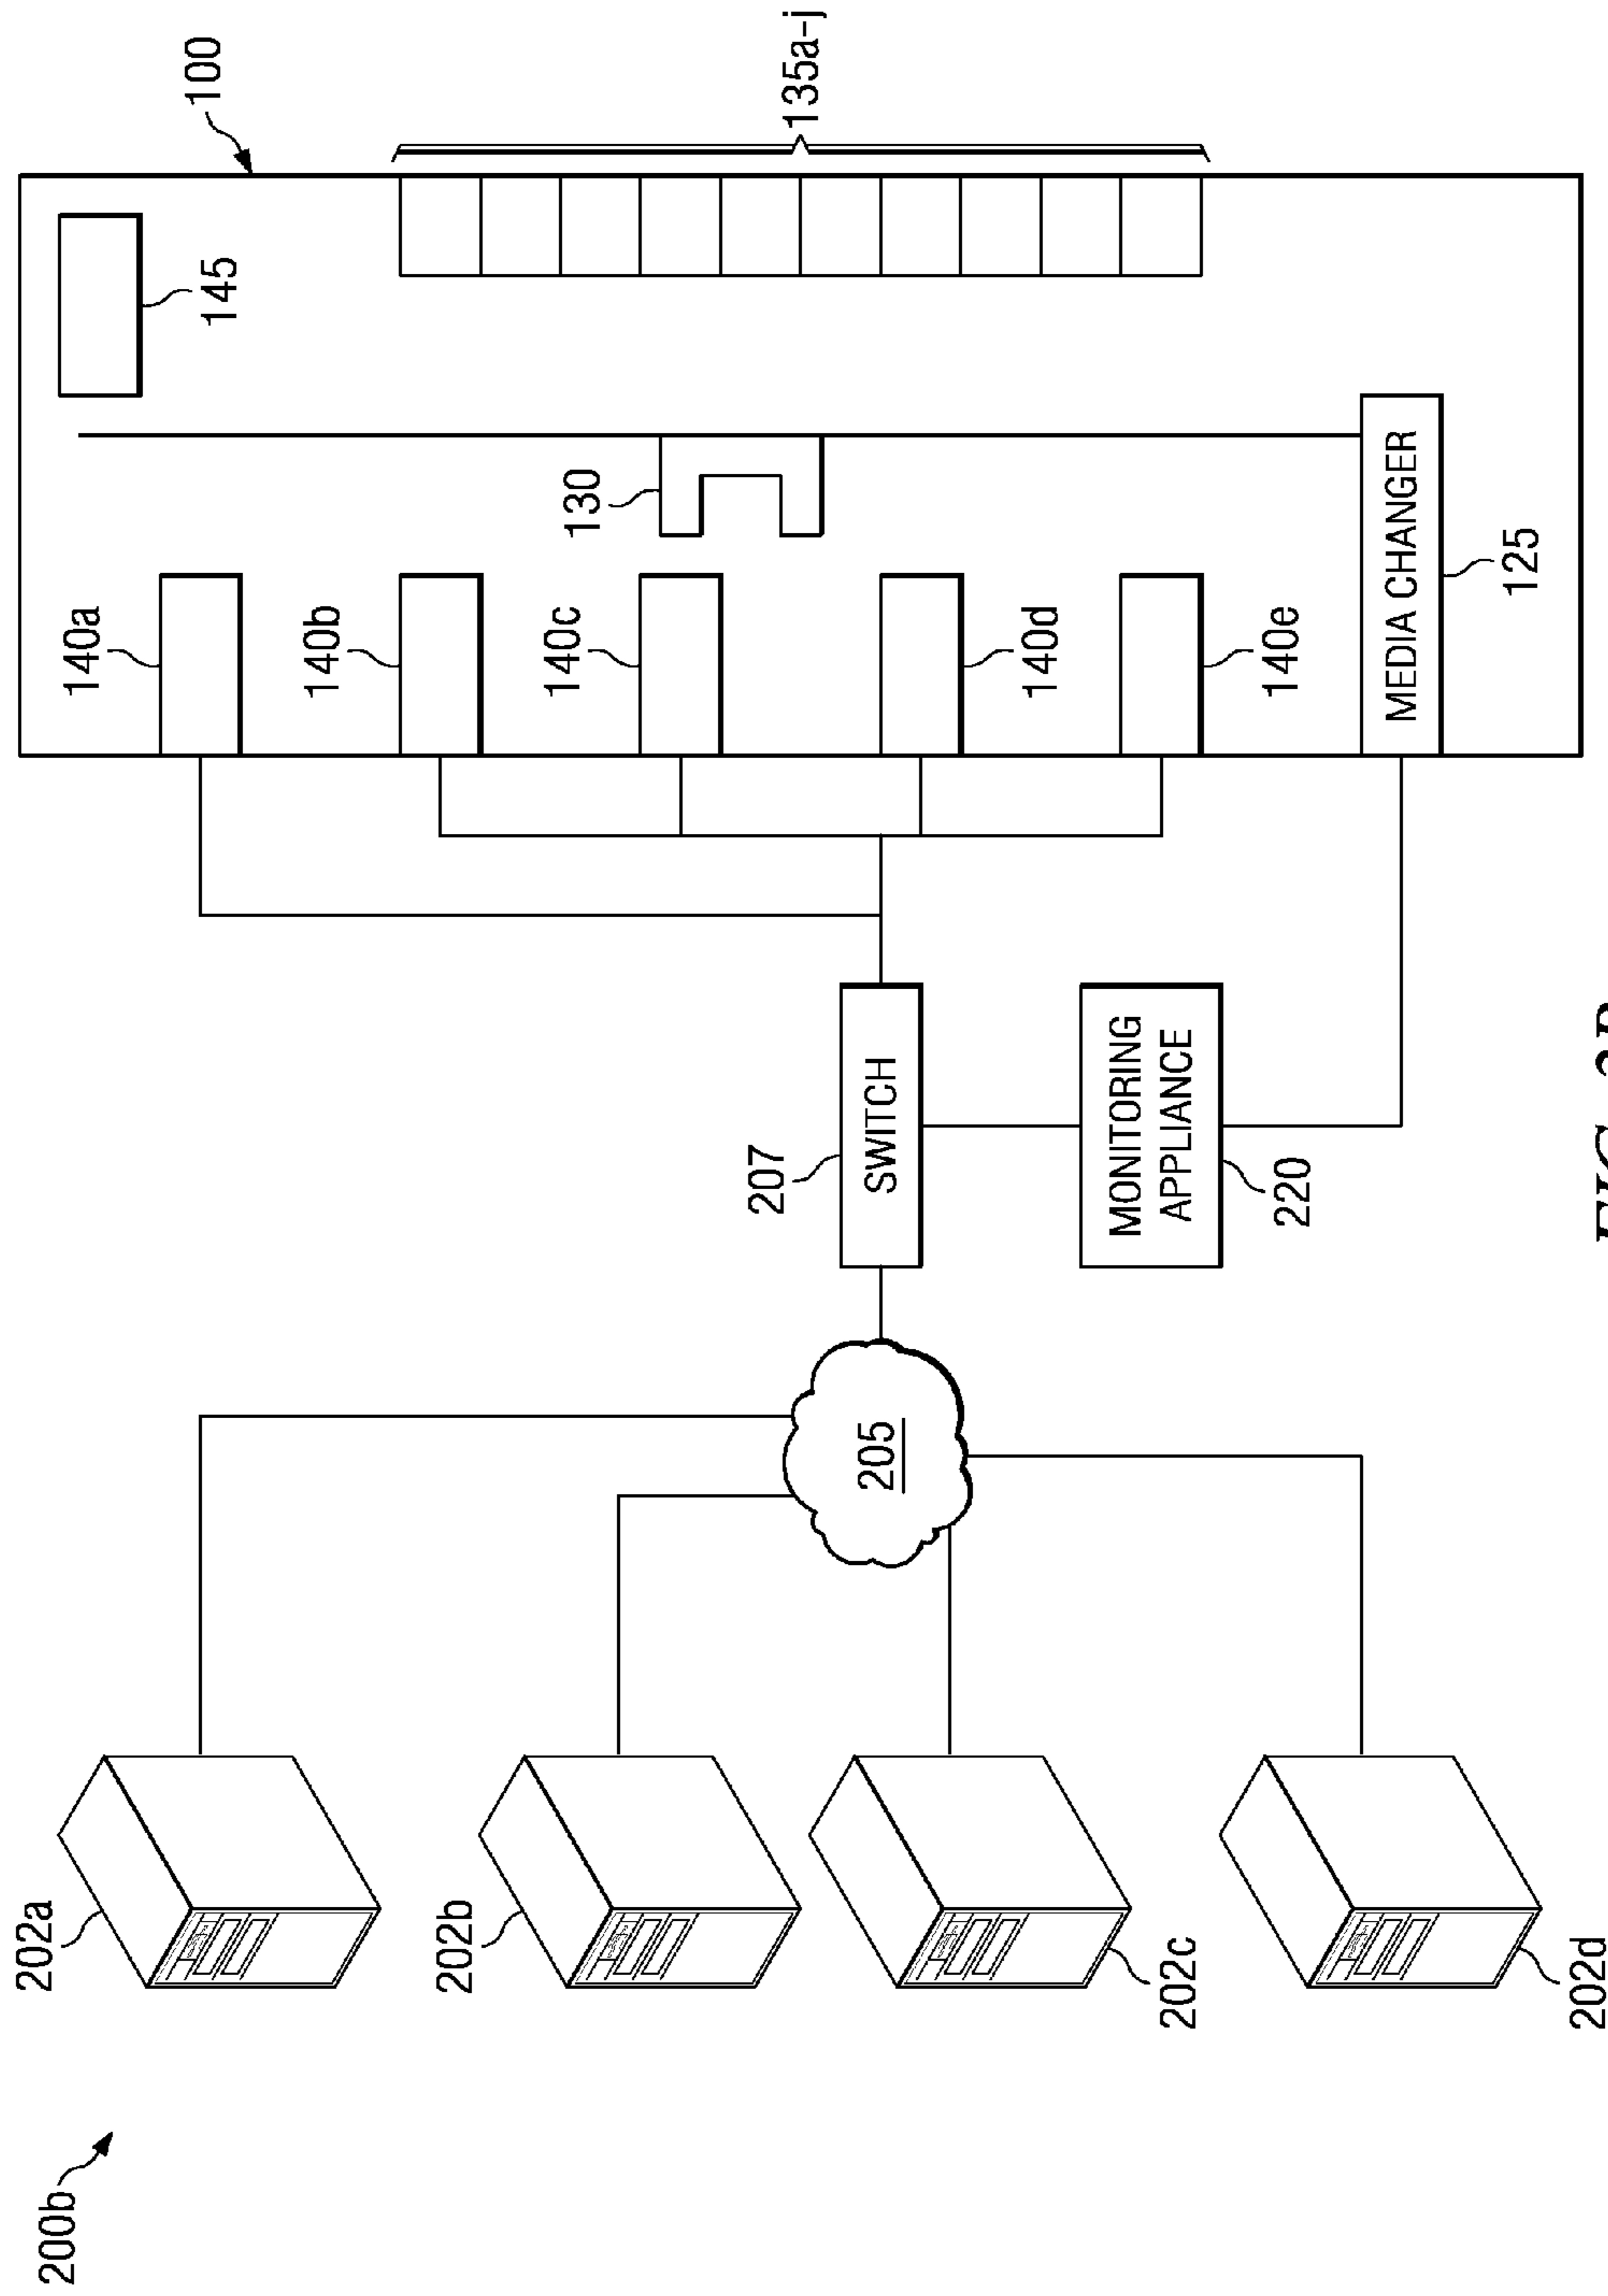 200b
202a
202b
202c
202d
205
207
SWITCH
MONITORING
APPLIANCE
220
140a
140b
140c
140d
140e
130
145
100
135a-j
MEDIA CHANGER
125